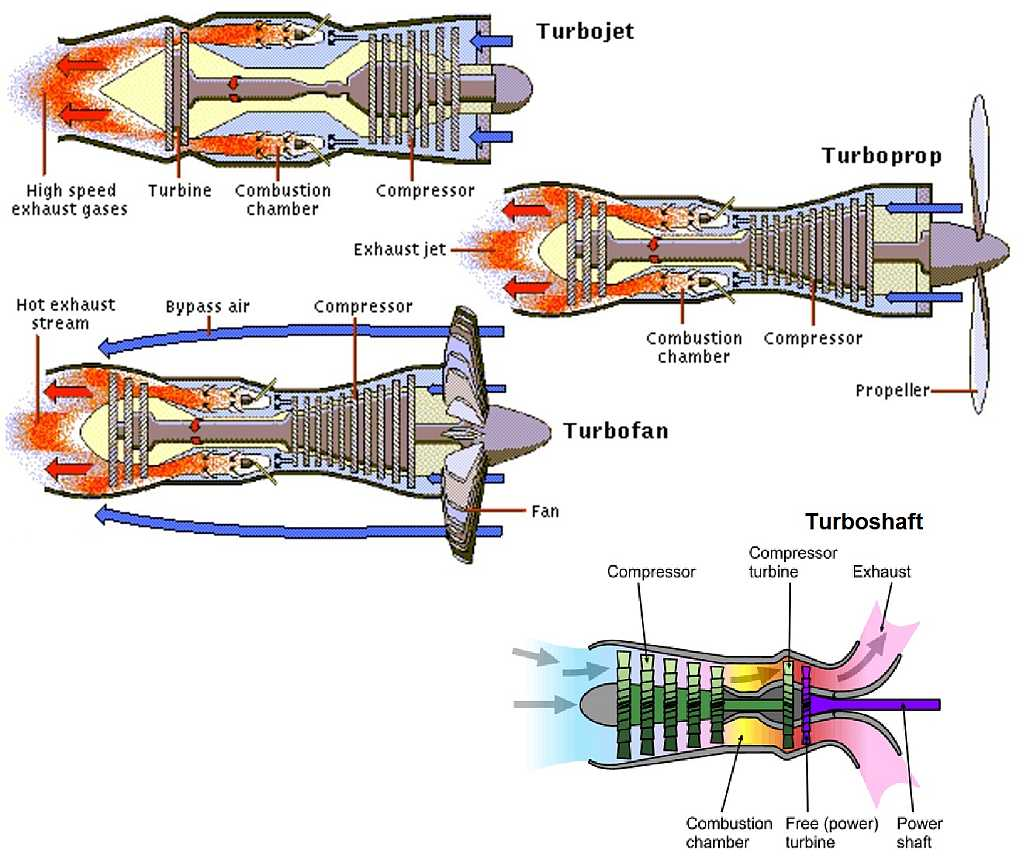 Turbojet
High speed
exhaust gases
Turbine
Combustion
chamber
Compressor
Turboprop
Exhaust jet
Combustion
chamber
Compressor
Propeller
Hot exhaust
stream
Bypass air
Compressor
Turbofan
Fan
Turboshaft
Compressor
Compressor
turbine
Exhaust
Combustion
chamber
Free (power)
turbine
Power
shaft